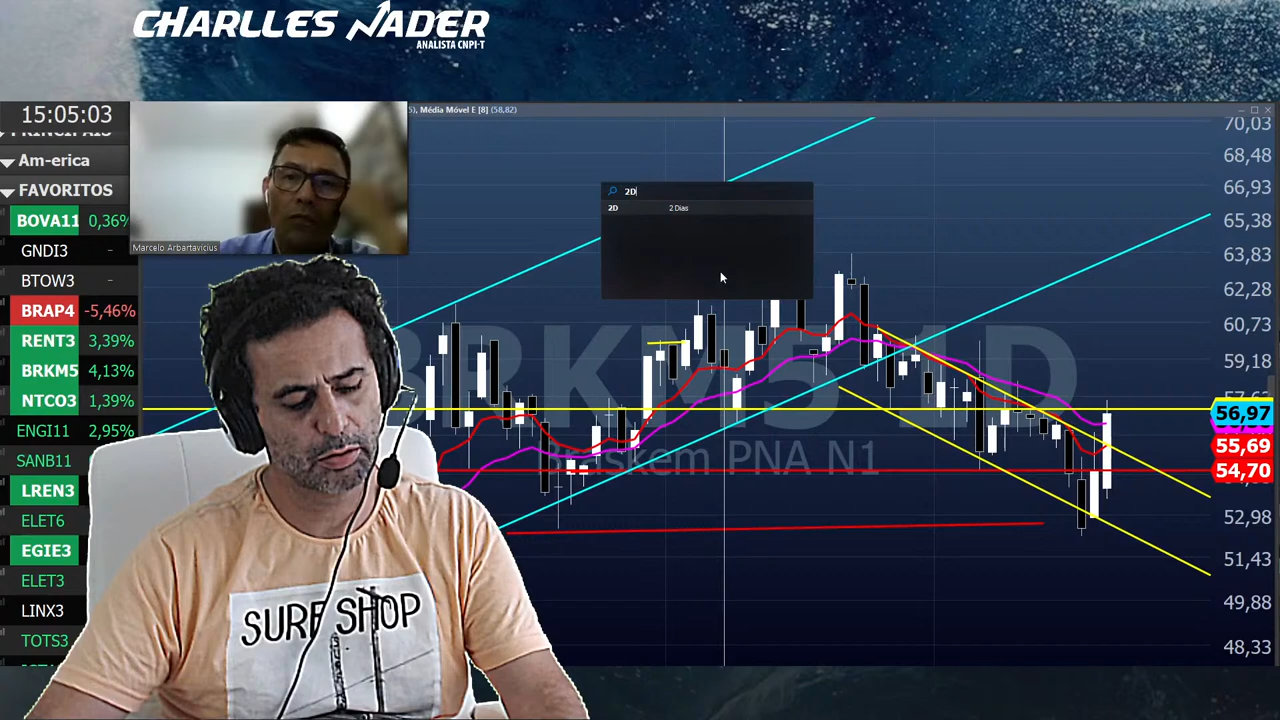 CHARLLES NADER
ANALISTA CNPI-T
15:05:03
PRINCIPAIS
Am-erica
FAVORITOS
BOVA11 0,36%
GNDI3 -
BTOW3 -
BRAP4 -5,46%
RENT3 3,39%
BRKM5 4,13%
NTCO3 1,39%
ENGI11 2,95%
SANB11
LREN3
ELET6
EGIE3
ELET3
LINX3
TOTS3
Marcelo Arbartavicius
5), Média Móvel E [8] (58,82)
2D
2D 2 Dias
BRKM5 1D
Braskem PNA N1
SURF SHOP
70,03
68,48
66,93
65,38
63,83
62,28
60,73
59,18
56,97
55,69
54,70
52,98
51,43
49,88
48,33